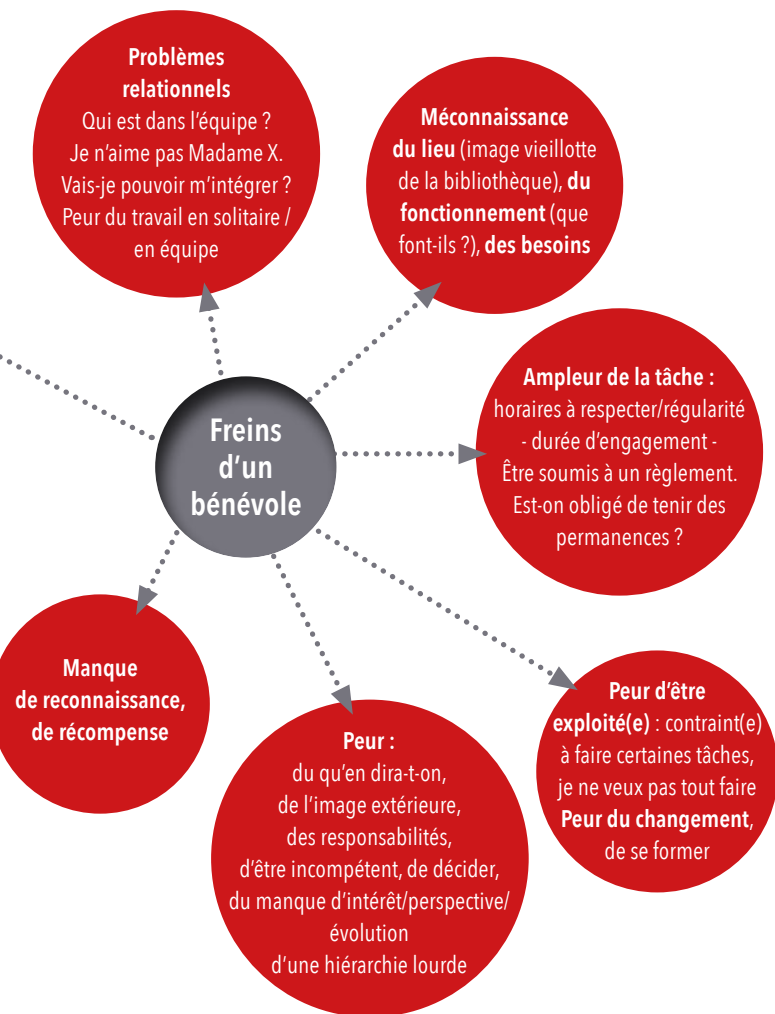 Problèmes
relationnels
Qui est dans l'équipe ?
Je n'aime pas Madame X.
Vais-je pouvoir m'intégrer ?
Peur du travail en solitaire /
en équipe
Méconnaissance
du lieu (image vieillotte
de la bibliothèque), du
fonctionnement (que
font-ils ?), des besoins
Ampleur de la tâche :
horaires à respecter/régularité
- durée d'engagement -
Être soumis à un règlement.
Est-on obligé de tenir des
permanences ?
Freins
d'un
bénévole
Manque
de reconnaissance,
de récompense
Peur :
du qu'en dira-t-on,
de l'image extérieure,
des responsabilités,
d'être incompétent, de décider,
du manque d'intérêt/perspective/
évolution
d'une hiérarchie lourde
Peur d'être
exploité(e) : contraint(e)
à faire certaines tâches,
je ne veux pas tout faire
Peur du changement,
de se former